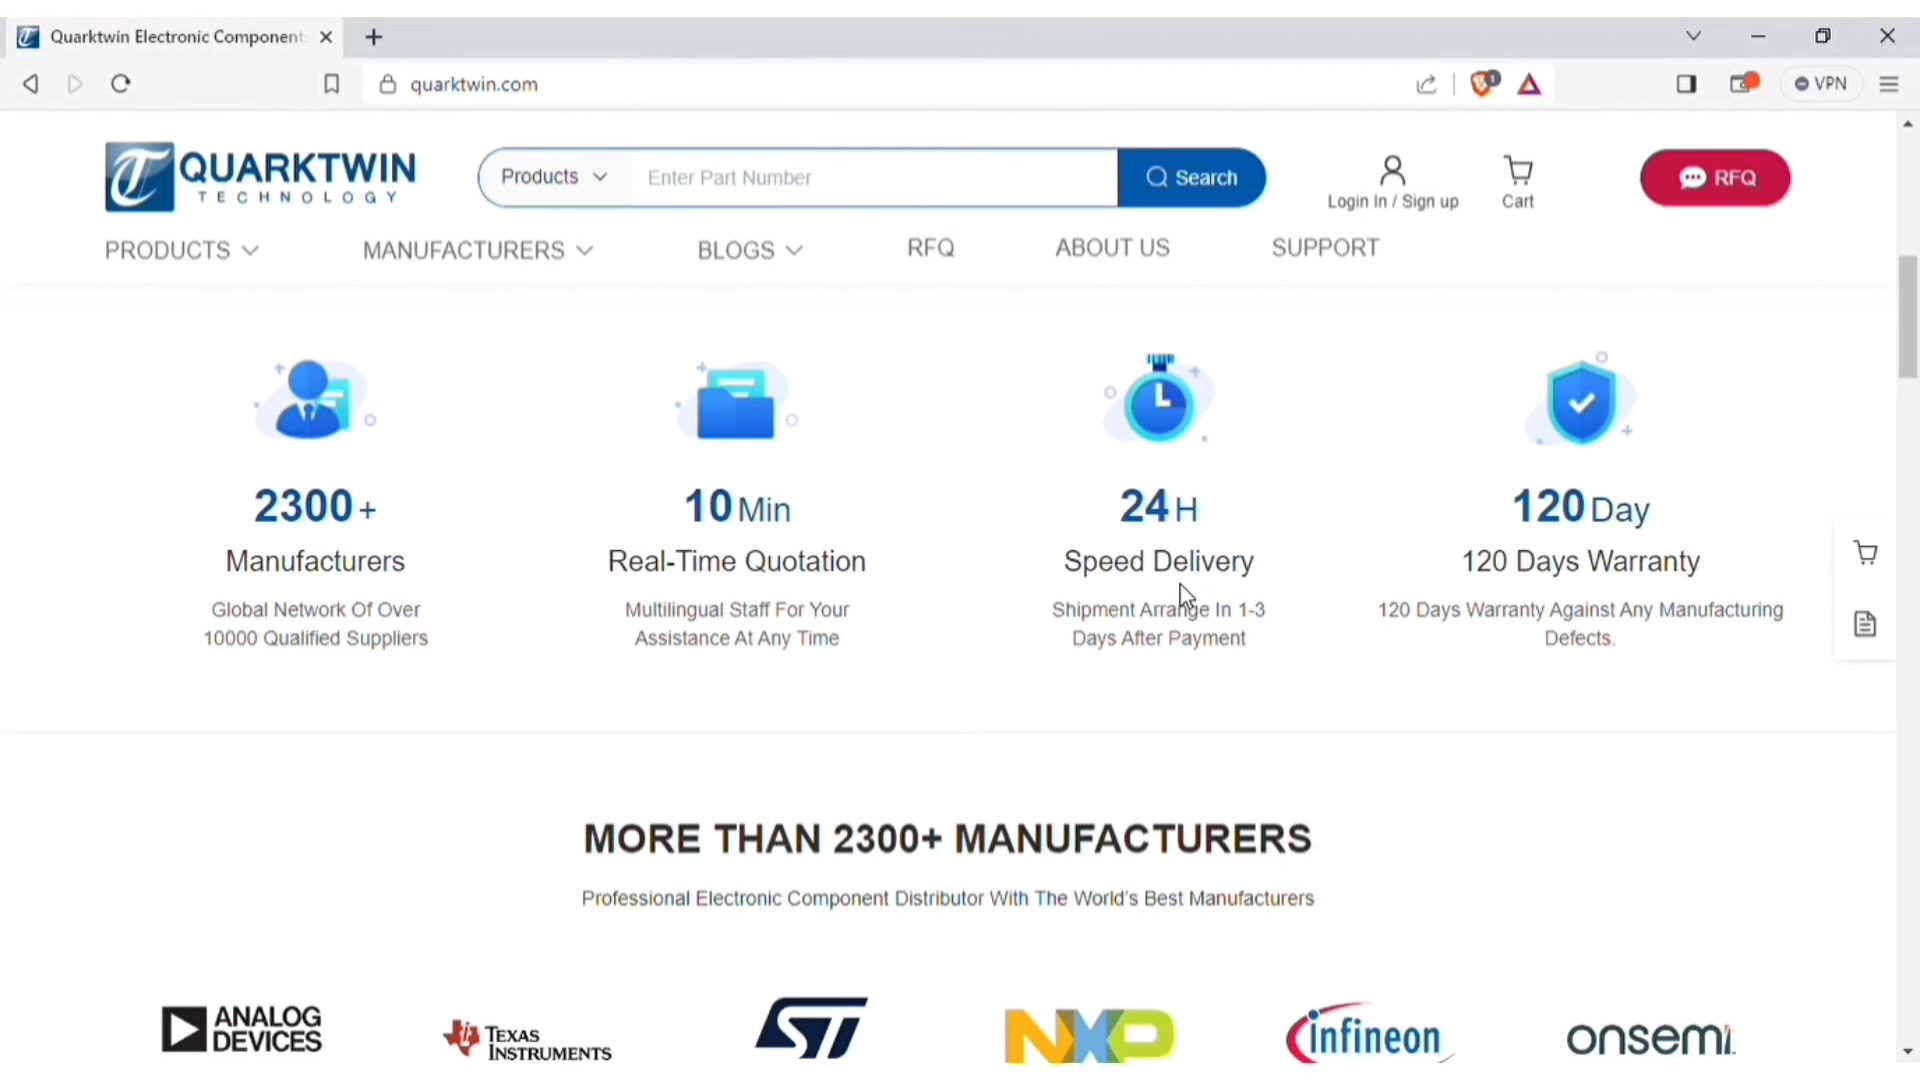 Quarktwin Electronic Component
quarktwin.com
1
VPN
QUARKTWIN
TECHNOLOGY
Products
Enter Part Number
Search
Login In / Sign up
Cart
RFQ
PRODUCTS
MANUFACTURERS
BLOGS
RFQ
ABOUT US
SUPPORT
2300 +
Manufacturers
Global Network Of Over
10000 Qualified Suppliers
10 Min
Real-Time Quotation
Multilingual Staff For Your
Assistance At Any Time
24 H
Speed Delivery
Shipment Arrange In 1-3
Days After Payment
120 Day
120 Days Warranty
120 Days Warranty Against Any Manufacturing
Defects.
MORE THAN 2300+ MANUFACTURERS
Professional Electronic Component Distributor With The World's Best Manufacturers
ANALOG
DEVICES
TEXAS
INSTRUMENTS
ST
NXP
infineon
onsemi